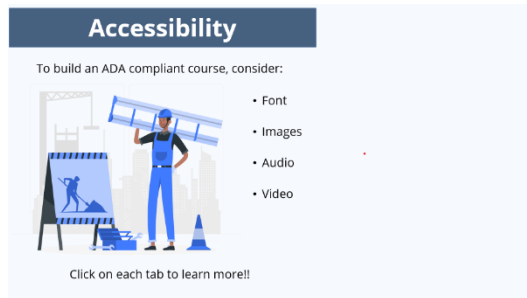 Accessibility
To build an ADA compliant course, consider:
• Font
• Images
• Audio
• Video
Click on each tab to learn more!!